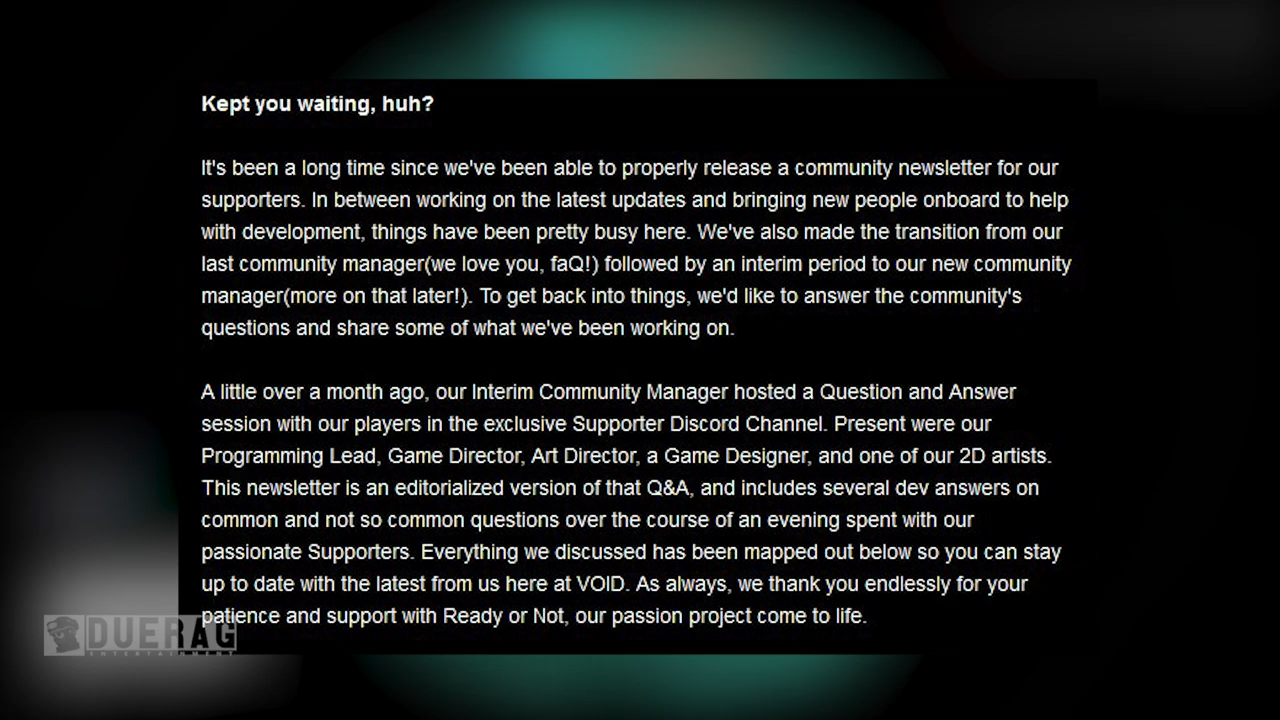 Kept you waiting, huh?
It's been a long time since we've been able to properly release a community newsletter for our
supporters. In between working on the latest updates and bringing new people onboard to help
with development, things have been pretty busy here. We've also made the transition from our
last community manager(we love you, faQ!) followed by an interim period to our new community
manager(more on that later!). To get back into things, we'd like to answer the community's
questions and share some of what we've been working on.
A little over a month ago, our Interim Community Manager hosted a Question and Answer
session with our players in the exclusive Supporter Discord Channel. Present were our
Programming Lead, Game Director, Art Director, a Game Designer, and one of our 2D artists.
This newsletter is an editorialized version of that Q&A, and includes several dev answers on
common and not so common questions over the course of an evening spent with our
passionate Supporters. Everything we discussed has been mapped out below so you can stay
up to date with the latest from us here at VOID. As always, we thank you endlessly for your
patience and support with Ready or Not, our passion project come to life.
DUERAG
ENTERTAINMENT